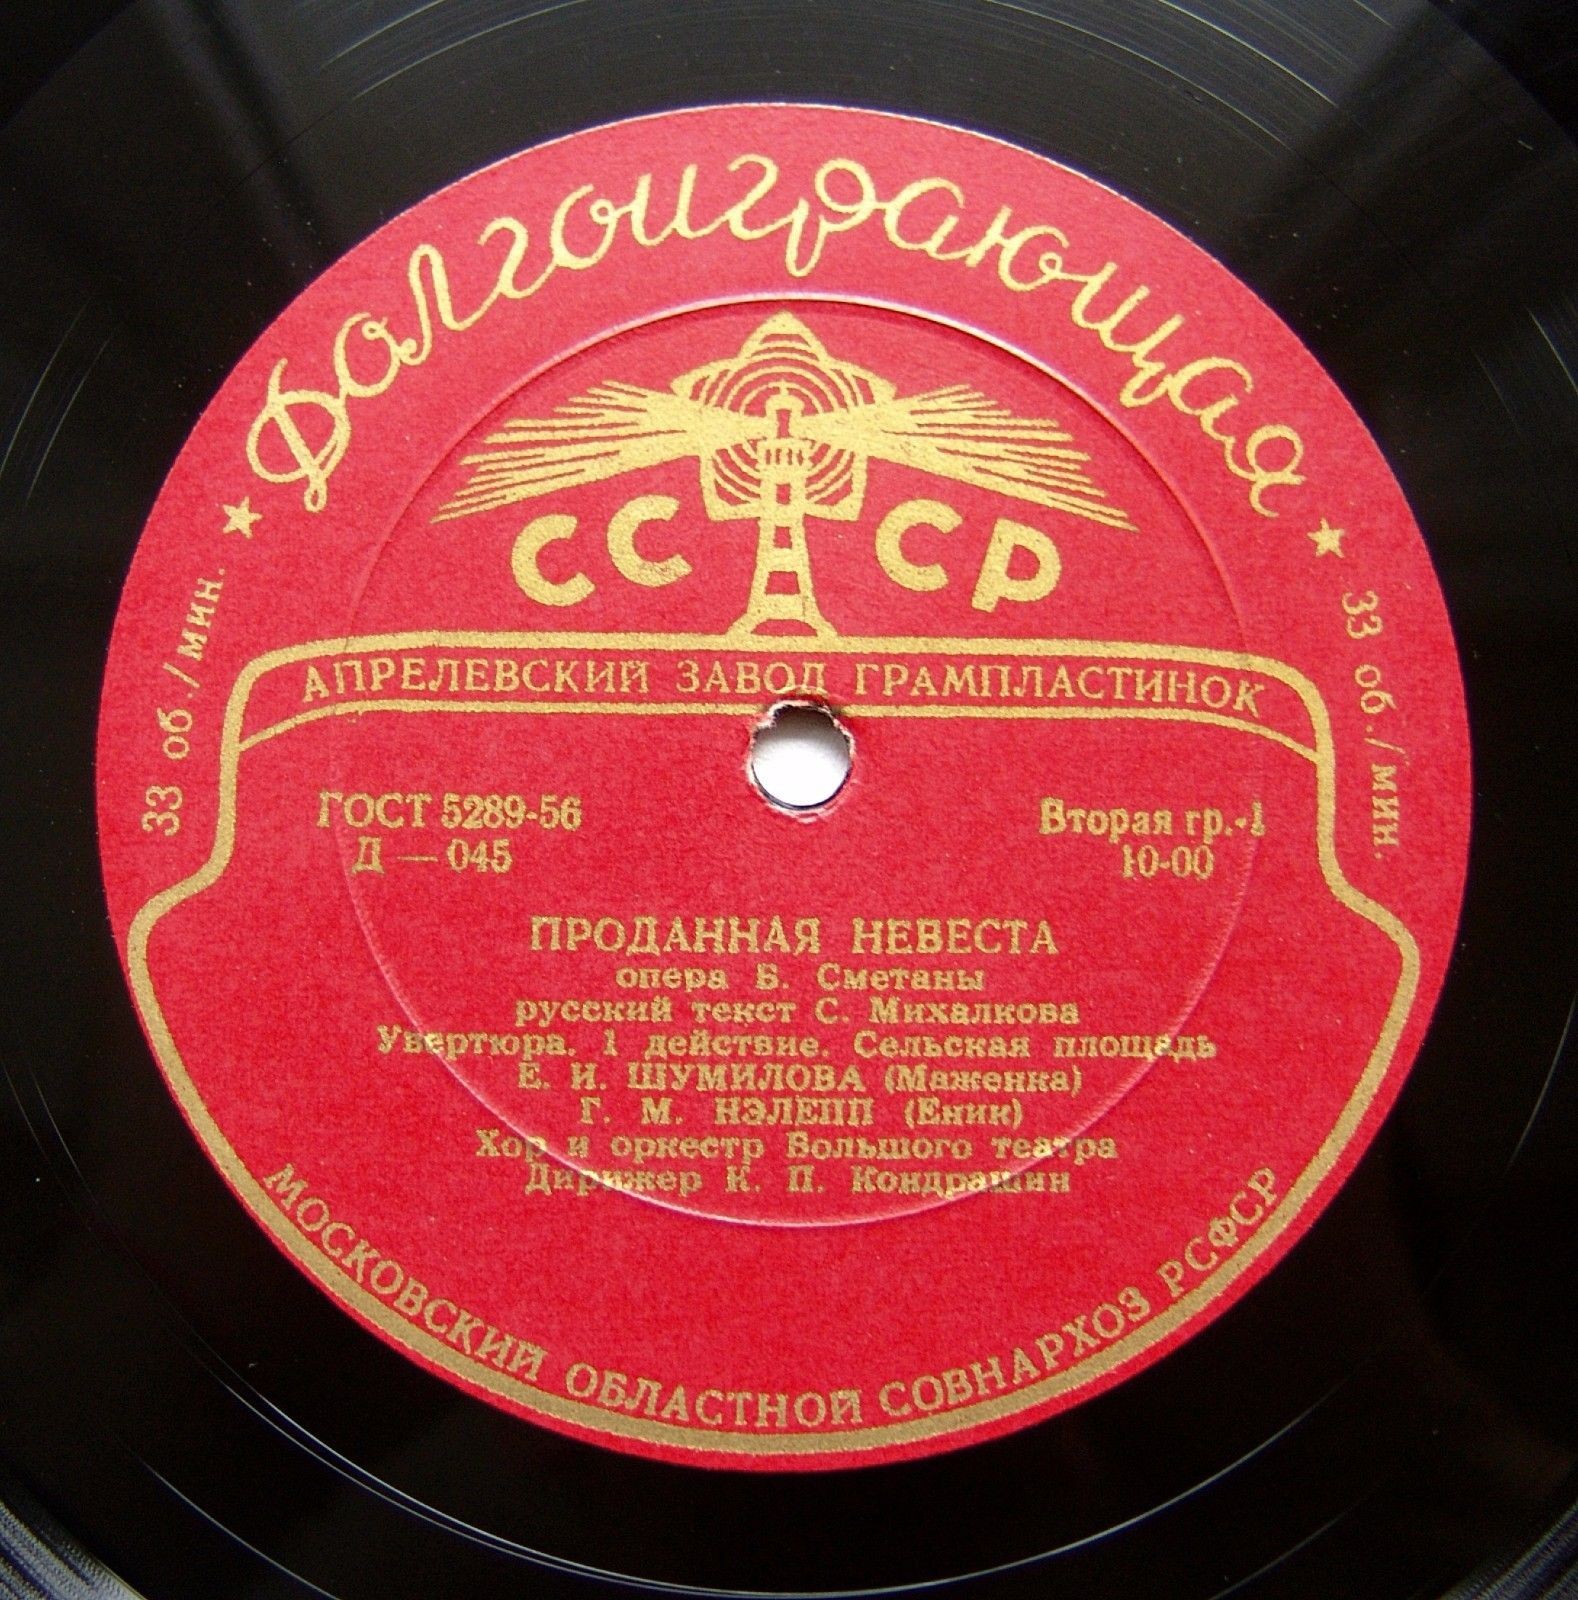 Долгоиграющая
★ 33 об./мин.
★ 33 об./мин.
СССР
АПРЕЛЕВСКИЙ ЗАВОД ГРАМПЛАСТИНОК
ГОСТ 5289-56
Вторая гр.-1
Д — 045
10-00
ПРОДАННАЯ НЕВЕСТА
опера Б. Сметаны
русский текст С. Михалкова
Увертюра. 1 действие. Сельская площадь
Е. И. ШУМИЛОВА (Маженка)
Г. М. НЭЛЕПП (Еник)
Хор и оркестр Большого театра
Дирижер К. П. Кондрашин
МОСКОВСКИЙ ОБЛАСТНОЙ СОВНАРХОЗ РСФСР